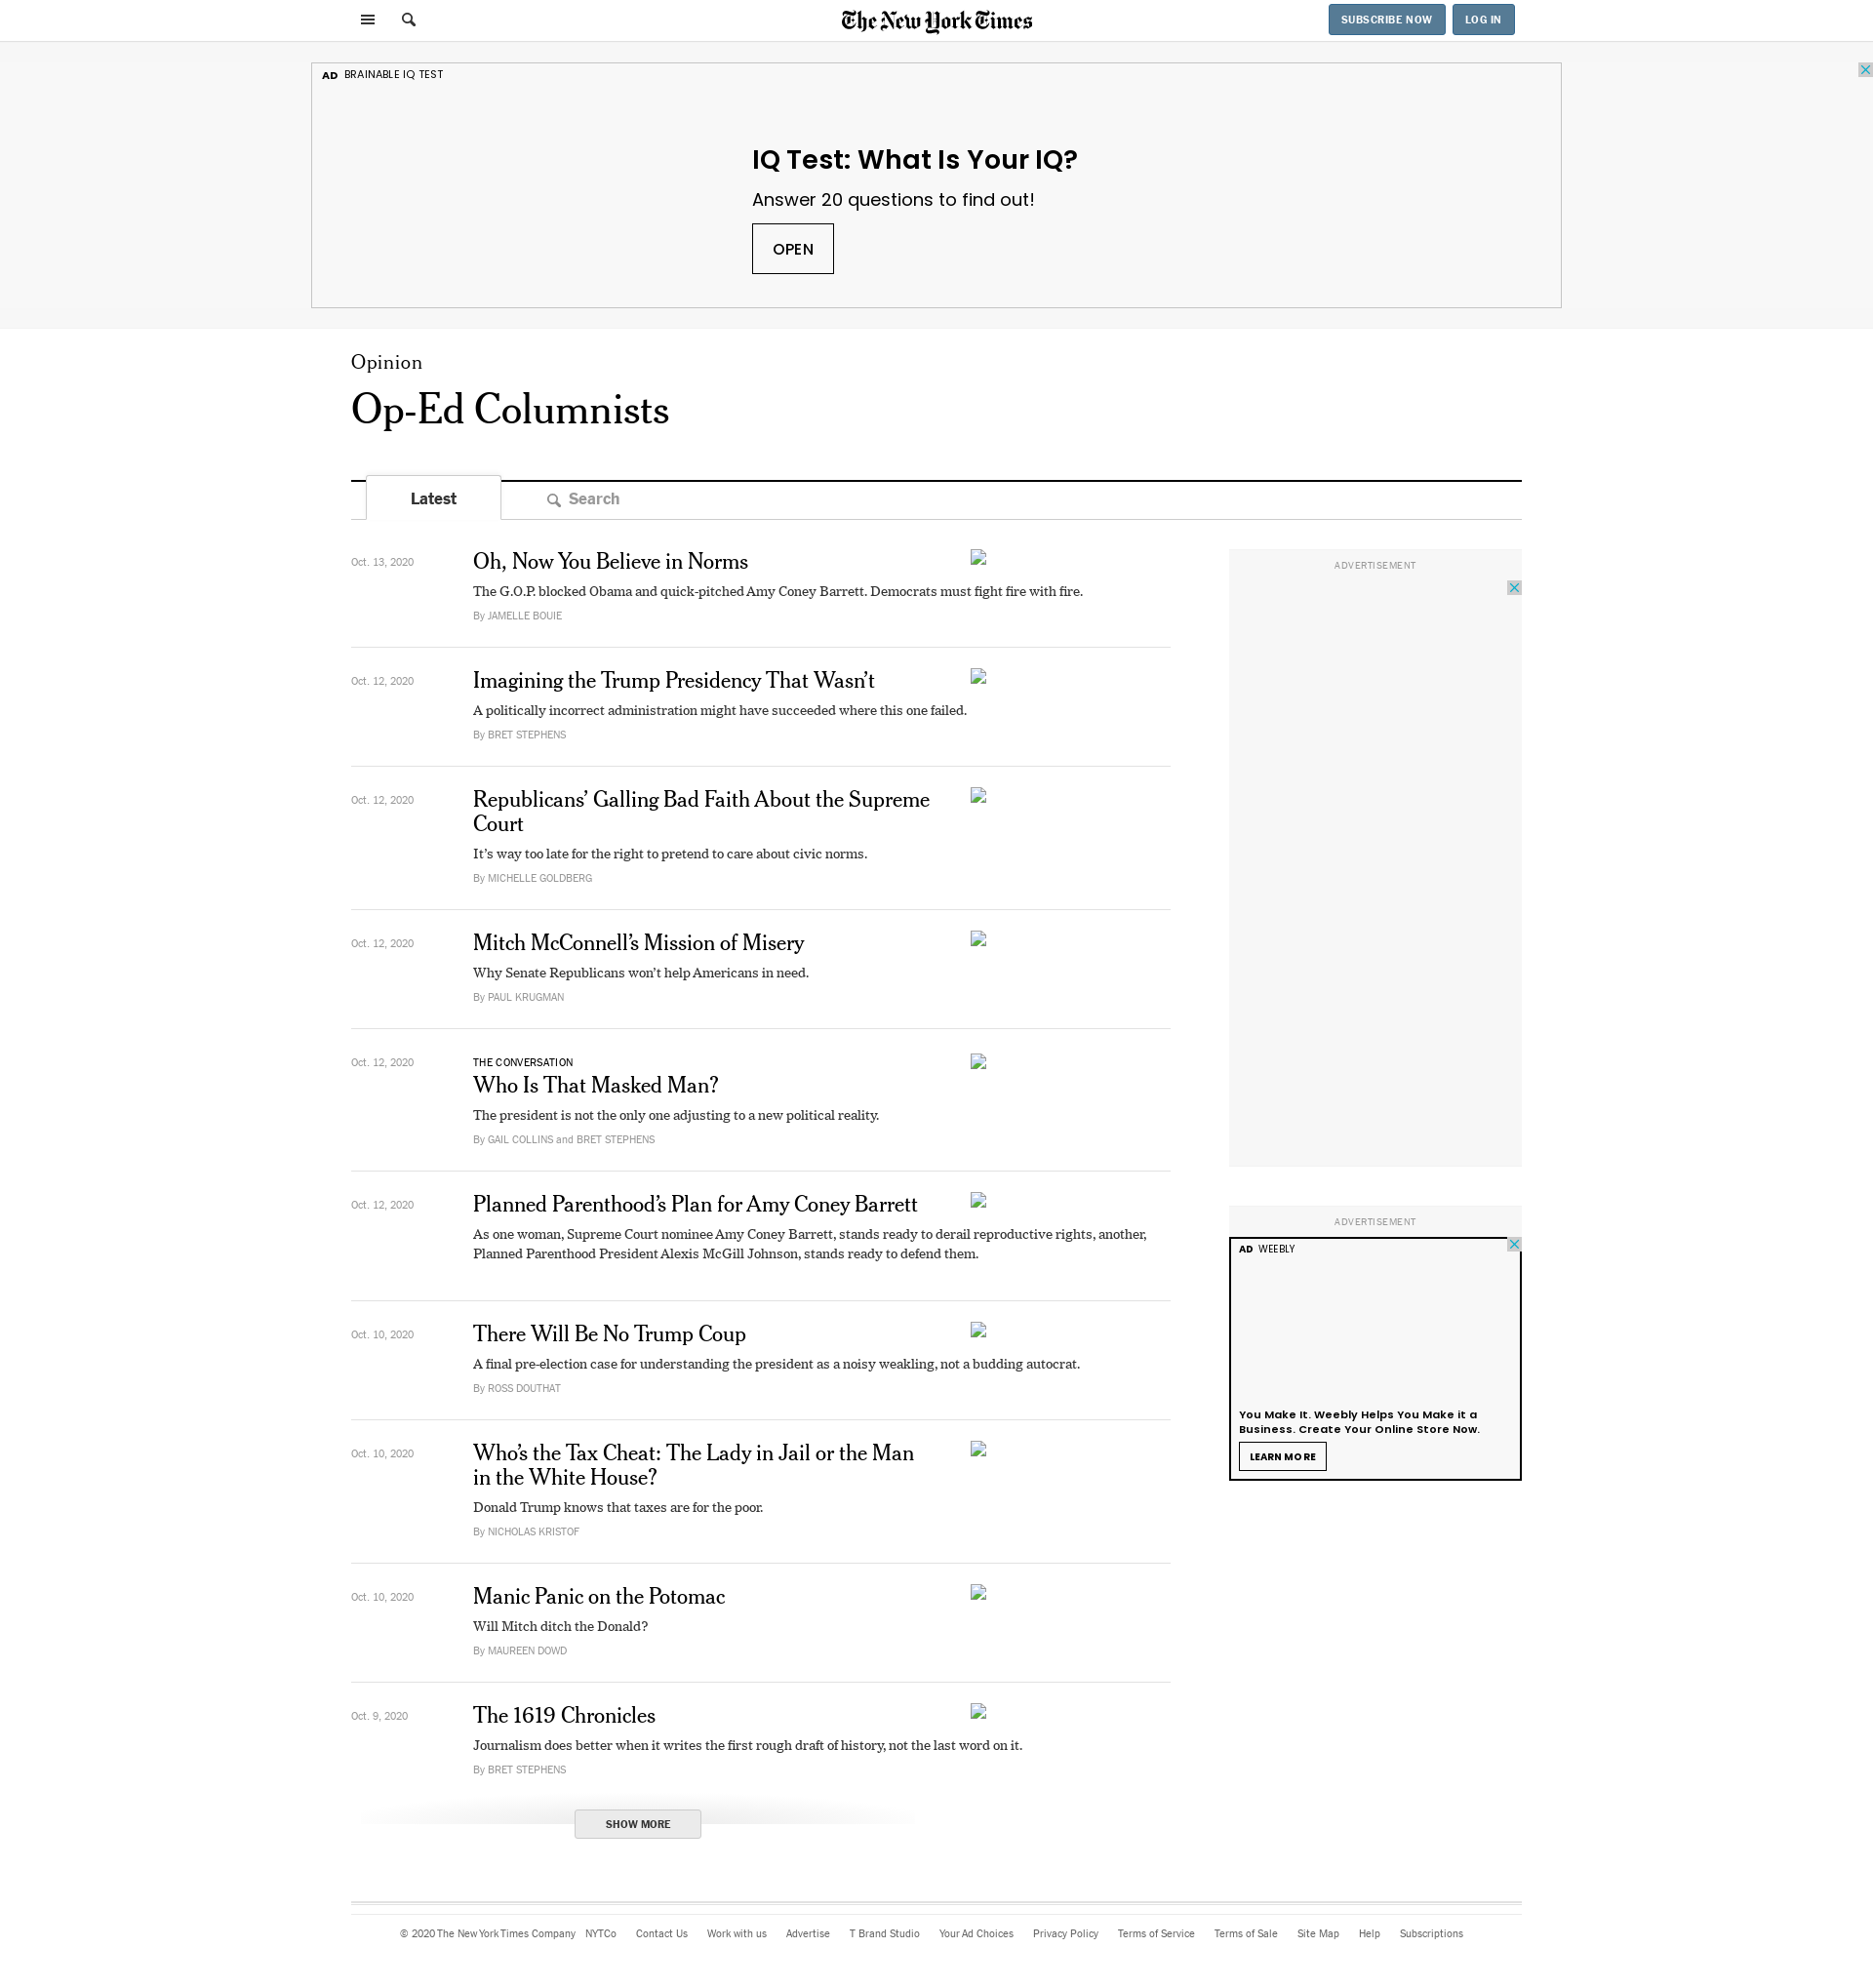 The New York Times
SUBSCRIBE NOW
LOG IN
AD BRAINABLE IQ TEST
IQ Test: What Is Your IQ?
Answer 20 questions to find out!
OPEN
Opinion
Op-Ed Columnists
Latest
Search
Oct. 13, 2020
Oh, Now You Believe in Norms
The G.O.P. blocked Obama and quick-pitched Amy Coney Barrett. Democrats must fight fire with fire.
By JAMELLE BOUIE
Oct. 12, 2020
Imagining the Trump Presidency That Wasn’t
A politically incorrect administration might have succeeded where this one failed.
By BRET STEPHENS
Oct. 12, 2020
Republicans’ Galling Bad Faith About the Supreme
Court
It’s way too late for the right to pretend to care about civic norms.
By MICHELLE GOLDBERG
Oct. 12, 2020
Mitch McConnell’s Mission of Misery
Why Senate Republicans won’t help Americans in need.
By PAUL KRUGMAN
Oct. 12, 2020
THE CONVERSATION
Who Is That Masked Man?
The president is not the only one adjusting to a new political reality.
By GAIL COLLINS and BRET STEPHENS
Oct. 12, 2020
Planned Parenthood’s Plan for Amy Coney Barrett
As one woman, Supreme Court nominee Amy Coney Barrett, stands ready to derail reproductive rights, another,
Planned Parenthood President Alexis McGill Johnson, stands ready to defend them.
Oct. 10, 2020
There Will Be No Trump Coup
A final pre-election case for understanding the president as a noisy weakling, not a budding autocrat.
By ROSS DOUTHAT
Oct. 10, 2020
Who’s the Tax Cheat: The Lady in Jail or the Man
in the White House?
Donald Trump knows that taxes are for the poor.
By NICHOLAS KRISTOF
Oct. 10, 2020
Manic Panic on the Potomac
Will Mitch ditch the Donald?
By MAUREEN DOWD
Oct. 9, 2020
The 1619 Chronicles
Journalism does better when it writes the first rough draft of history, not the last word on it.
By BRET STEPHENS
SHOW MORE
ADVERTISEMENT
ADVERTISEMENT
AD WEEBLY
You Make It. Weebly Helps You Make it a
Business. Create Your Online Store Now.
LEARN MORE
© 2020 The New York Times Company NYTCo Contact Us Work with us Advertise T Brand Studio Your Ad Choices Privacy Policy Terms of Service Terms of Sale Site Map Help Subscriptions